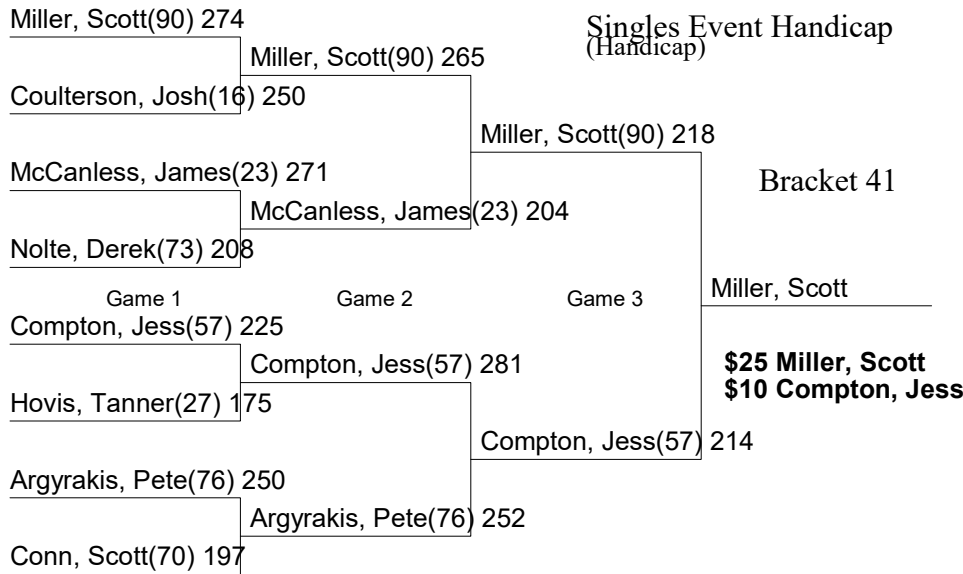 Miller, Scott(90) 274
Singles Event Handicap
(Handicap)
Miller, Scott(90) 265
Coulterson, Josh(16) 250
Miller, Scott(90) 218
McCanless, James(23) 271
Bracket 41
McCanless, James(23) 204
Nolte, Derek(73) 208
Game 1
Game 2
Game 3
Miller, Scott
Compton, Jess(57) 225
Compton, Jess(57) 281
$25 Miller, Scott
$10 Compton, Jess
Hovis, Tanner(27) 175
Compton, Jess(57) 214
Argyrakis, Pete(76) 250
Argyrakis, Pete(76) 252
Conn, Scott(70) 197